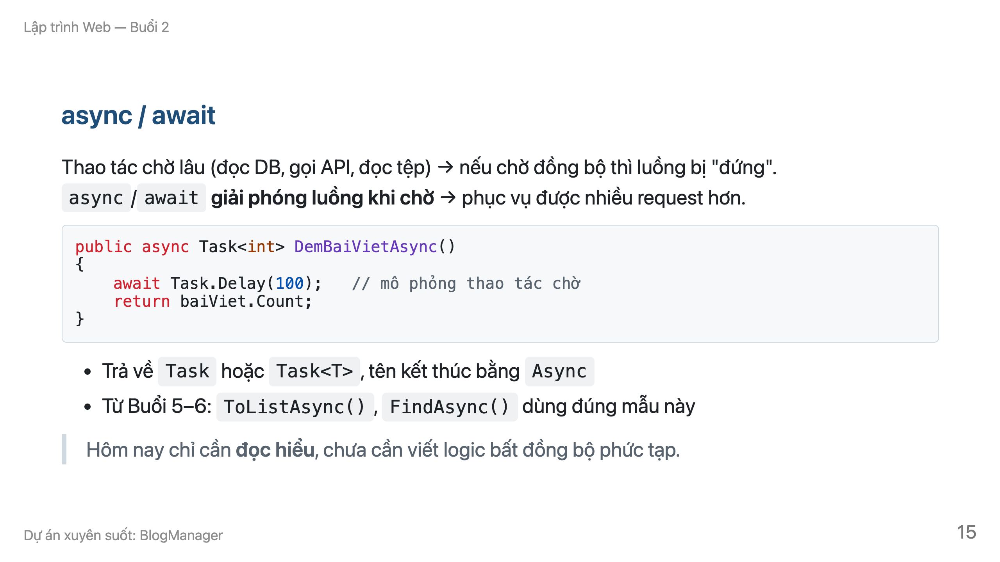 Lập trình Web — Buổi 2
async / await
Thao tác chờ lâu (đọc DB, gọi API, đọc tệp) → nếu chờ đồng bộ thì luồng bị "đứng".
async/await giải phóng luồng khi chờ → phục vụ được nhiều request hơn.
public async Task<int> DemBaiVietAsync()
{
    await Task.Delay(100);   // mô phỏng thao tác chờ
    return baiViet.Count;
}
• Trả về Task hoặc Task<T>, tên kết thúc bằng Async
• Từ Buổi 5–6: ToListAsync(), FindAsync() dùng đúng mẫu này
Hôm nay chỉ cần đọc hiểu, chưa cần viết logic bất đồng bộ phức tạp.
Dự án xuyên suốt: BlogManager
15